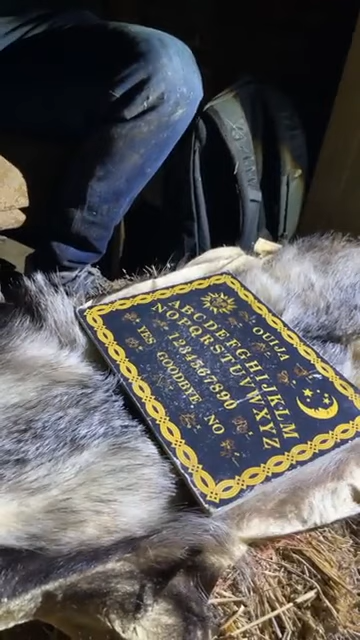 OUIJA
ABCDEFGHIJKLM
NOPQRSTUVWXYZ
1234567890
YES
NO
GOODBYE